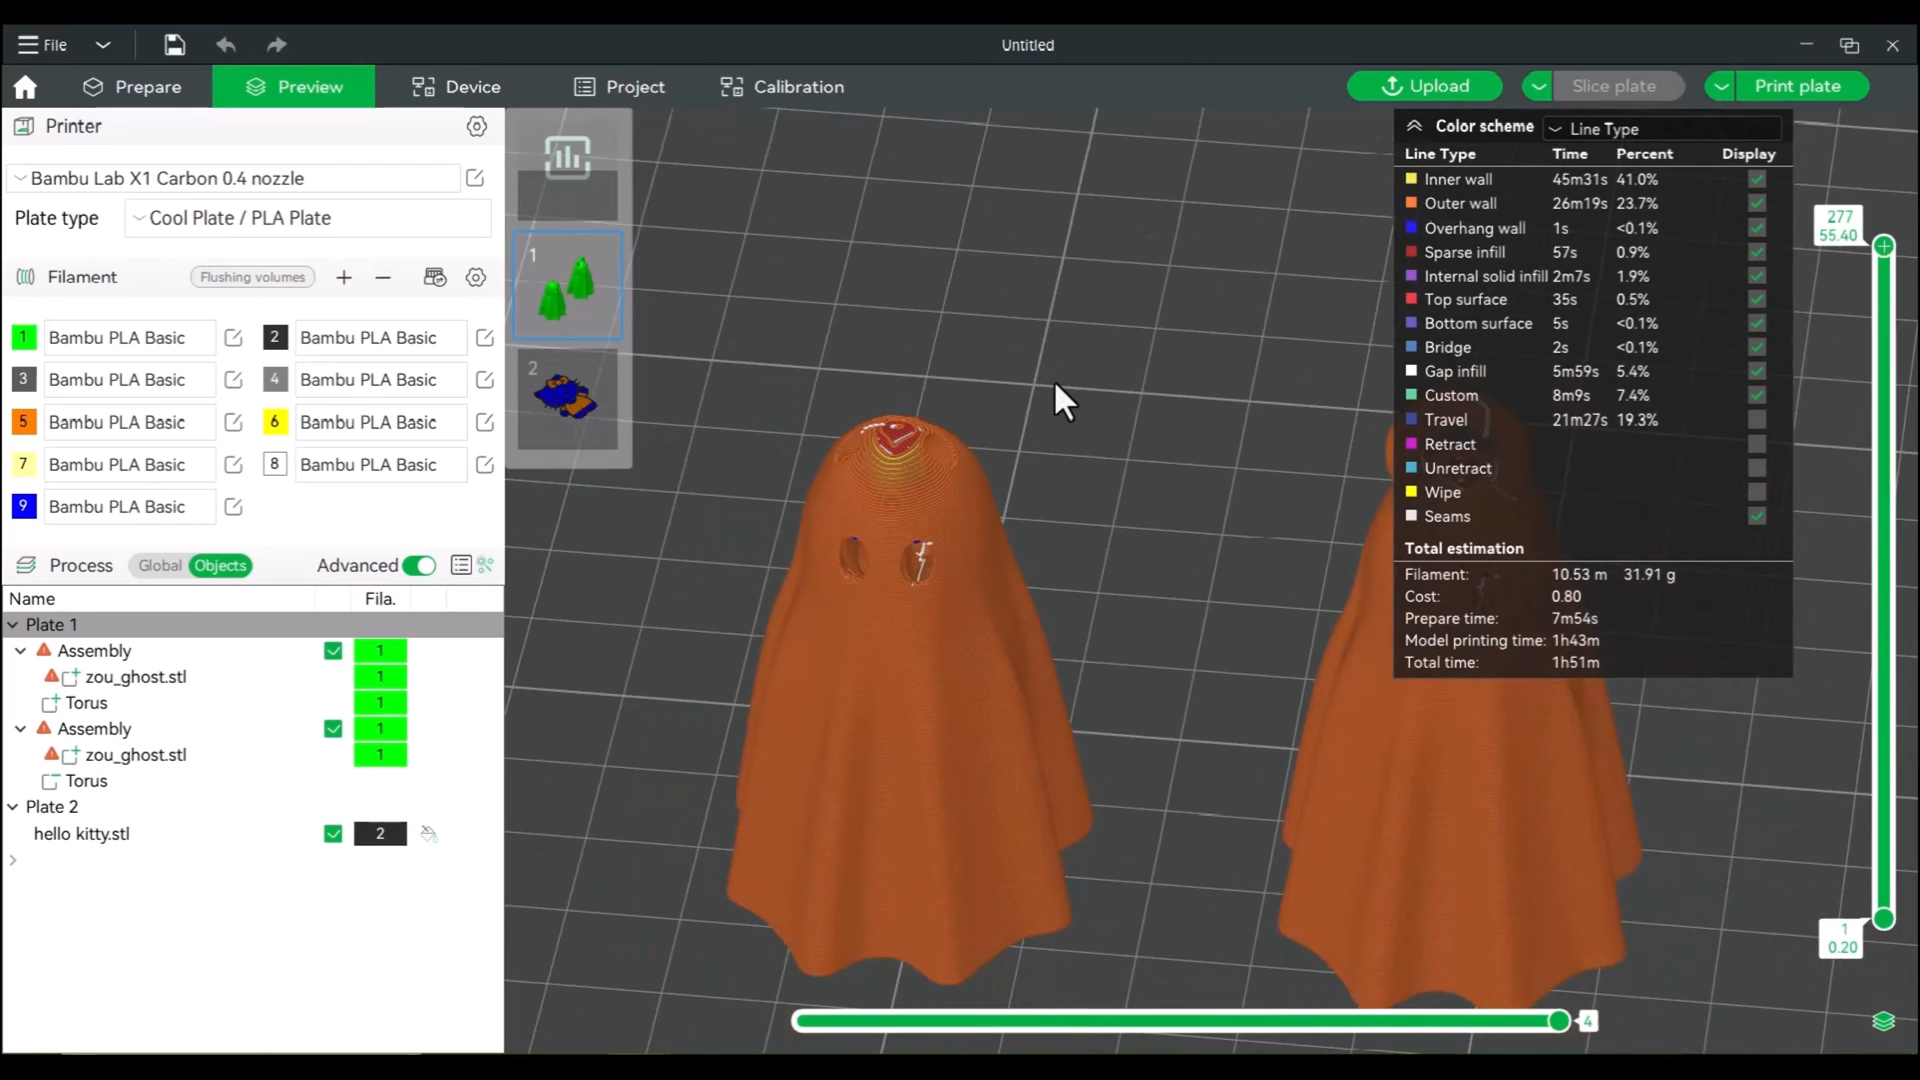 File
Untitled
Prepare
Preview
Device
Project
Calibration
Upload
Slice plate
Print plate
Printer
Bambu Lab X1 Carbon 0.4 nozzle
Plate type
Cool Plate / PLA Plate
Filament
Flushing volumes
1 Bambu PLA Basic
2 Bambu PLA Basic
3 Bambu PLA Basic
4 Bambu PLA Basic
5 Bambu PLA Basic
6 Bambu PLA Basic
7 Bambu PLA Basic
8 Bambu PLA Basic
9 Bambu PLA Basic
Process Global Objects Advanced
Name Fila.
Plate 1
Assembly 1
zou_ghost.stl 1
Torus 1
Assembly 1
zou_ghost.stl 1
Torus
Plate 2
hello kitty.stl 2
1
2
Color scheme Line Type
Line Type Time Percent Display
Inner wall 45m31s 41.0%
Outer wall 26m19s 23.7%
Overhang wall 1s <0.1%
Sparse infill 57s 0.9%
Internal solid infill 2m7s 1.9%
Top surface 35s 0.5%
Bottom surface 5s <0.1%
Bridge 2s <0.1%
Gap infill 5m59s 5.4%
Custom 8m9s 7.4%
Travel 21m27s 19.3%
Retract
Unretract
Wipe
Seams
Total estimation
Filament: 10.53 m 31.91 g
Cost: 0.80
Prepare time: 7m54s
Model printing time: 1h43m
Total time: 1h51m
277
55.40
1
0.20
4